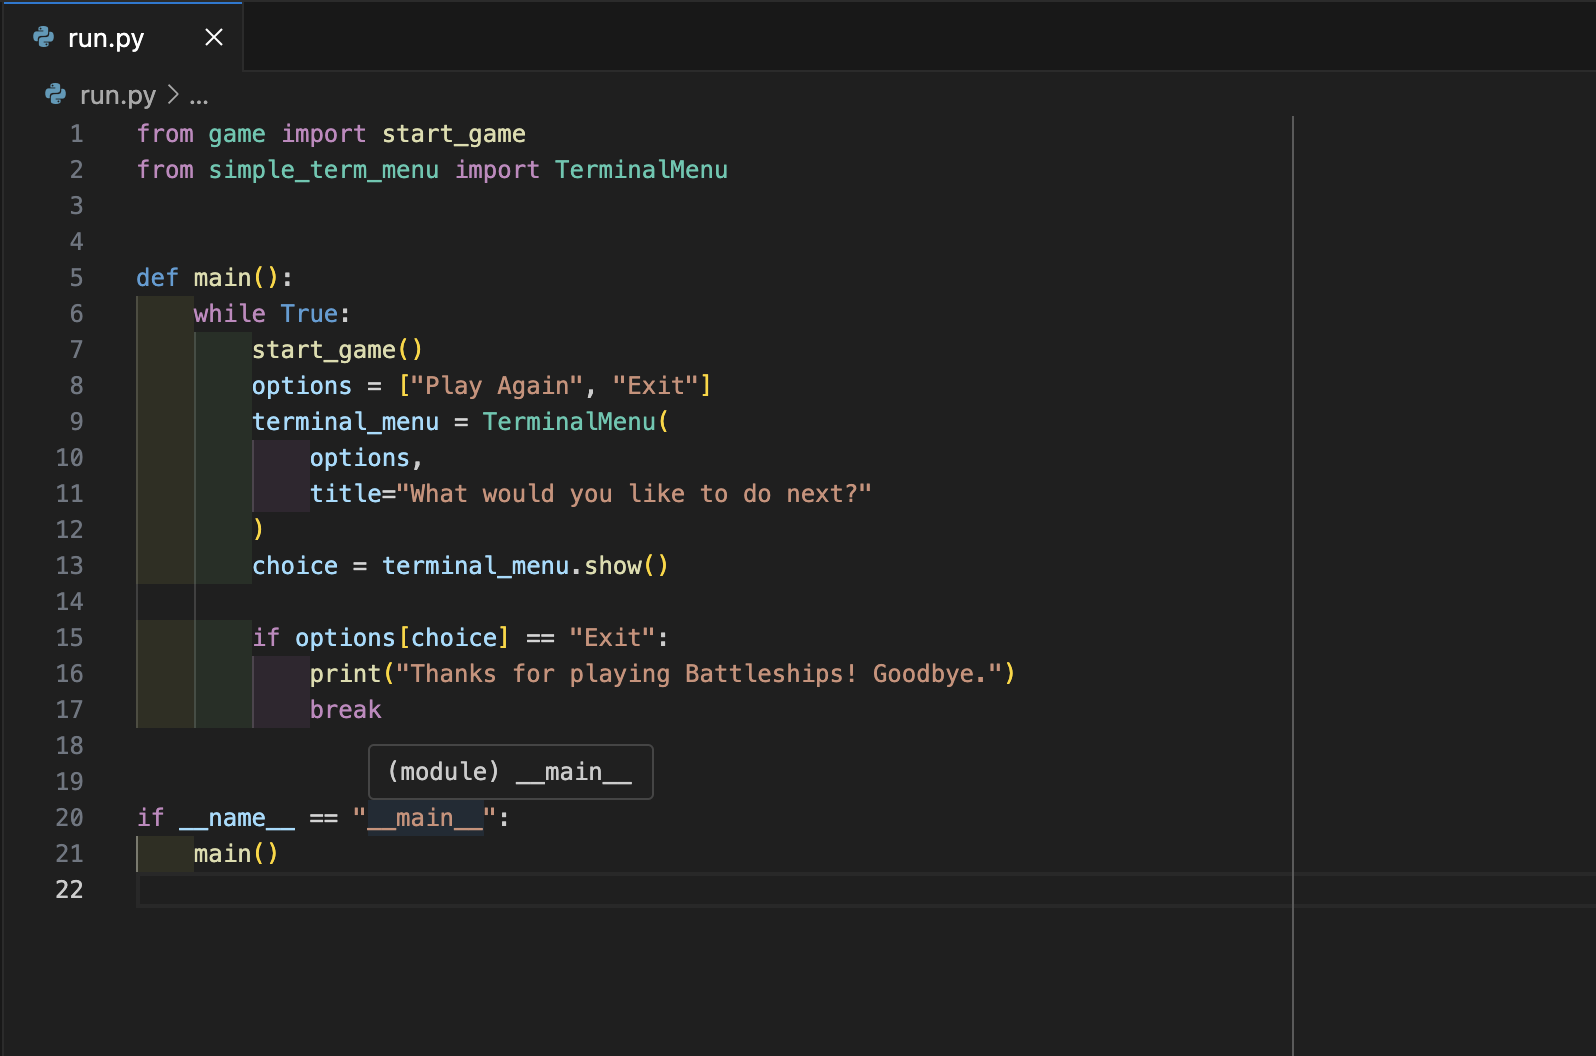 run.py
run.py > ...
1 from game import start_game
2 from simple_term_menu import TerminalMenu
3
4
5 def main():
6     while True:
7         start_game()
8         options = ["Play Again", "Exit"]
9         terminal_menu = TerminalMenu(
10             options,
11             title="What would you like to do next?"
12         )
13         choice = terminal_menu.show()
14
15         if options[choice] == "Exit":
16             print("Thanks for playing Battleships! Goodbye.")
17             break
18
(module) __main__
19
20 if __name__ == "__main__":
21     main()
22